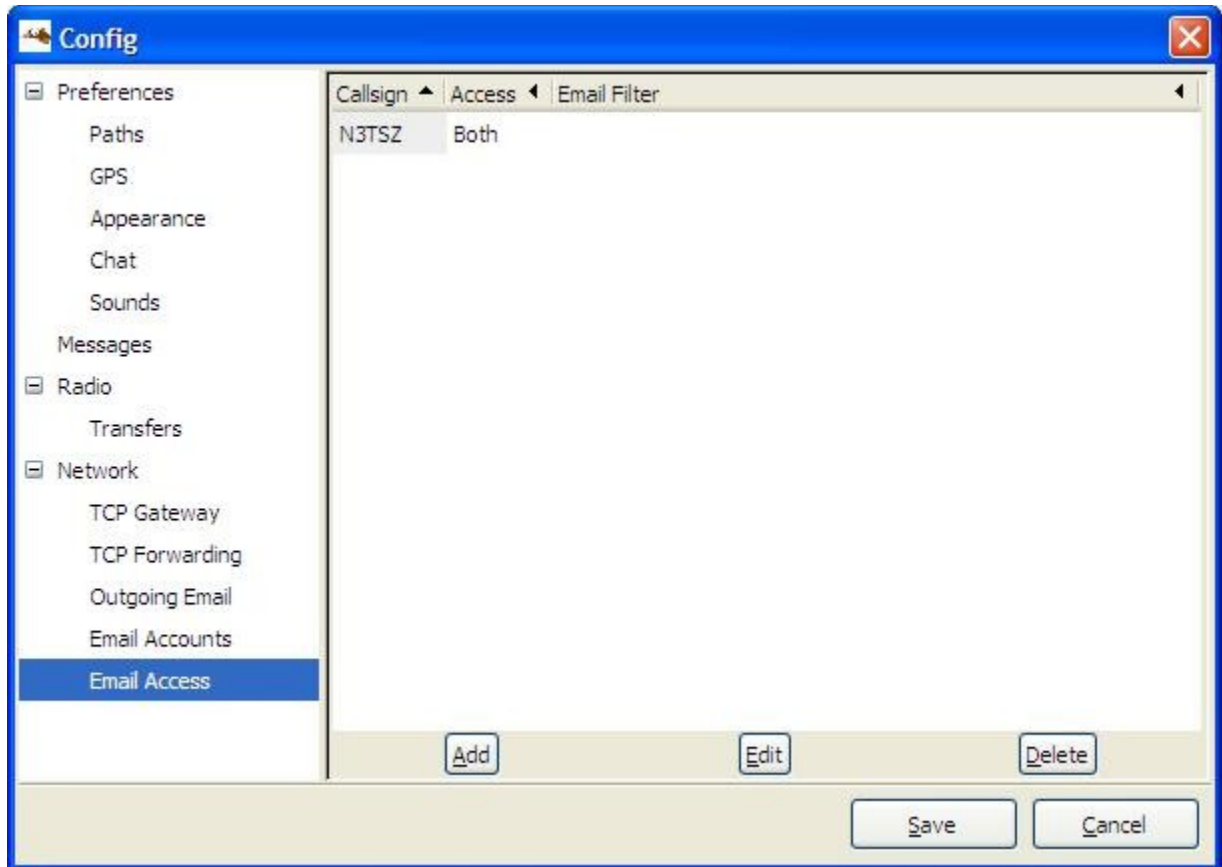 Config
Preferences
Paths
GPS
Appearance
Chat
Sounds
Messages
Radio
Transfers
Network
TCP Gateway
TCP Forwarding
Outgoing Email
Email Accounts
Email Access
Callsign Access Email Filter
N3TSZ Both
Add Edit Delete
Save Cancel